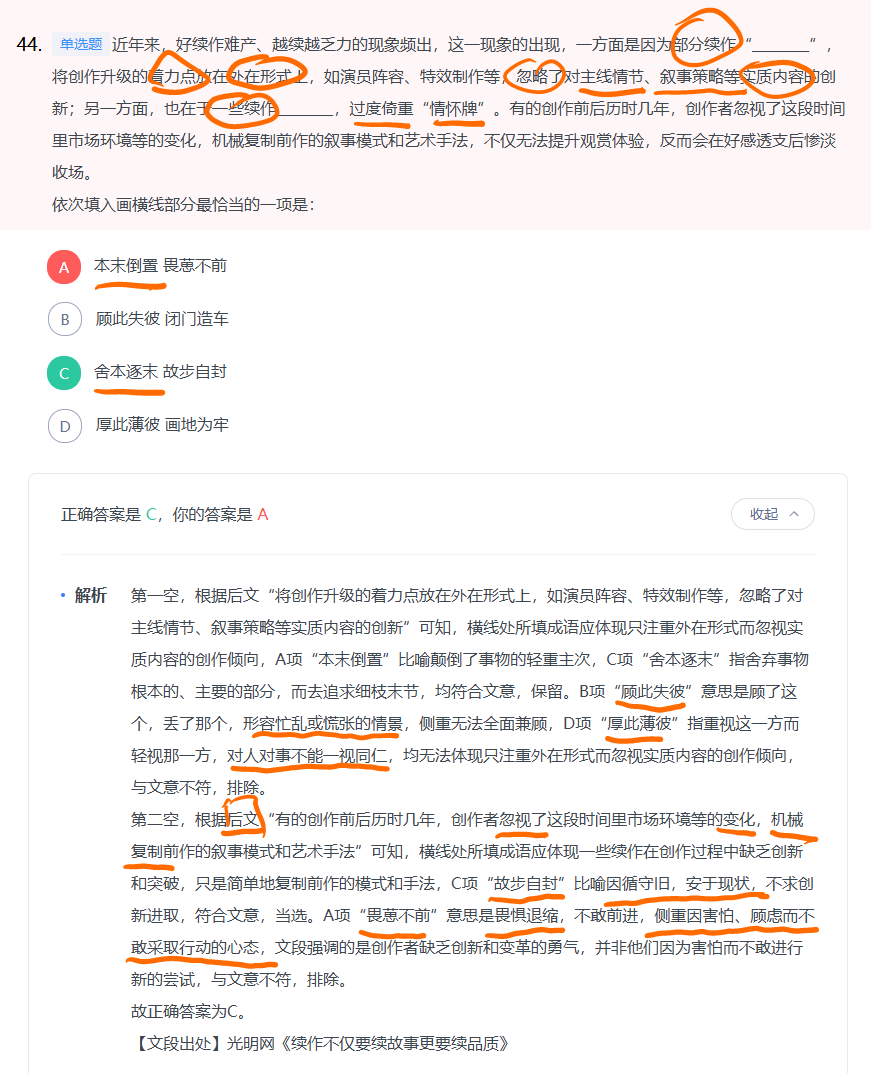 44. 单选题 近年来，好续作难产、越续越乏力的现象频出，这一现象的出现，一方面是因为部分续作“_______”，
将创作升级的着力点放在外在形式上，如演员阵容、特效制作等，忽略了对主线情节、叙事策略等实质内容的创
新；另一方面，也在于一些续作_______，过度倚重“情怀牌”。有的创作前后历时几年，创作者忽视了这段时间
里市场环境等的变化，机械复制前作的叙事模式和艺术手法，不仅无法提升观赏体验，反而会在好感透支后惨淡
收场。
依次填入画横线部分最恰当的一项是：
A 本末倒置 畏葸不前
B 顾此失彼 闭门造车
C 舍本逐末 故步自封
D 厚此薄彼 画地为牢
正确答案是 C，你的答案是 A
收起
解析 第一空，根据后文“将创作升级的着力点放在外在形式上，如演员阵容、特效制作等，忽略了对
主线情节、叙事策略等实质内容的创新”可知，横线处所填成语应体现只注重外在形式而忽视实
质内容的创作倾向，A项“本末倒置”比喻颠倒了事物的轻重主次，C项“舍本逐末”指舍弃事物
根本的、主要的部分，而去追求细枝末节，均符合文意，保留。B项“顾此失彼”意思是顾了这
个，丢了那个，形容忙乱或慌张的情景，侧重无法全面兼顾，D项“厚此薄彼”指重视这一方而
轻视那一方，对人对事不能一视同仁，均无法体现只注重外在形式而忽视实质内容的创作倾向，
与文意不符，排除。
第二空，根据后文“有的创作前后历时几年，创作者忽视了这段时间里市场环境等的变化，机械
复制前作的叙事模式和艺术手法”可知，横线处所填成语应体现一些续作在创作过程中缺乏创新
和突破，只是简单地复制前作的模式和手法，C项“故步自封”比喻因循守旧，安于现状，不求创
新进取，符合文意，当选。A项“畏葸不前”意思是畏惧退缩，不敢前进，侧重因害怕、顾虑而不
敢采取行动的心态，文段强调的是创作者缺乏创新和变革的勇气，并非他们因为害怕而不敢进行
新的尝试，与文意不符，排除。
故正确答案为C。
【文段出处】光明网《续作不仅要续故事更要续品质》